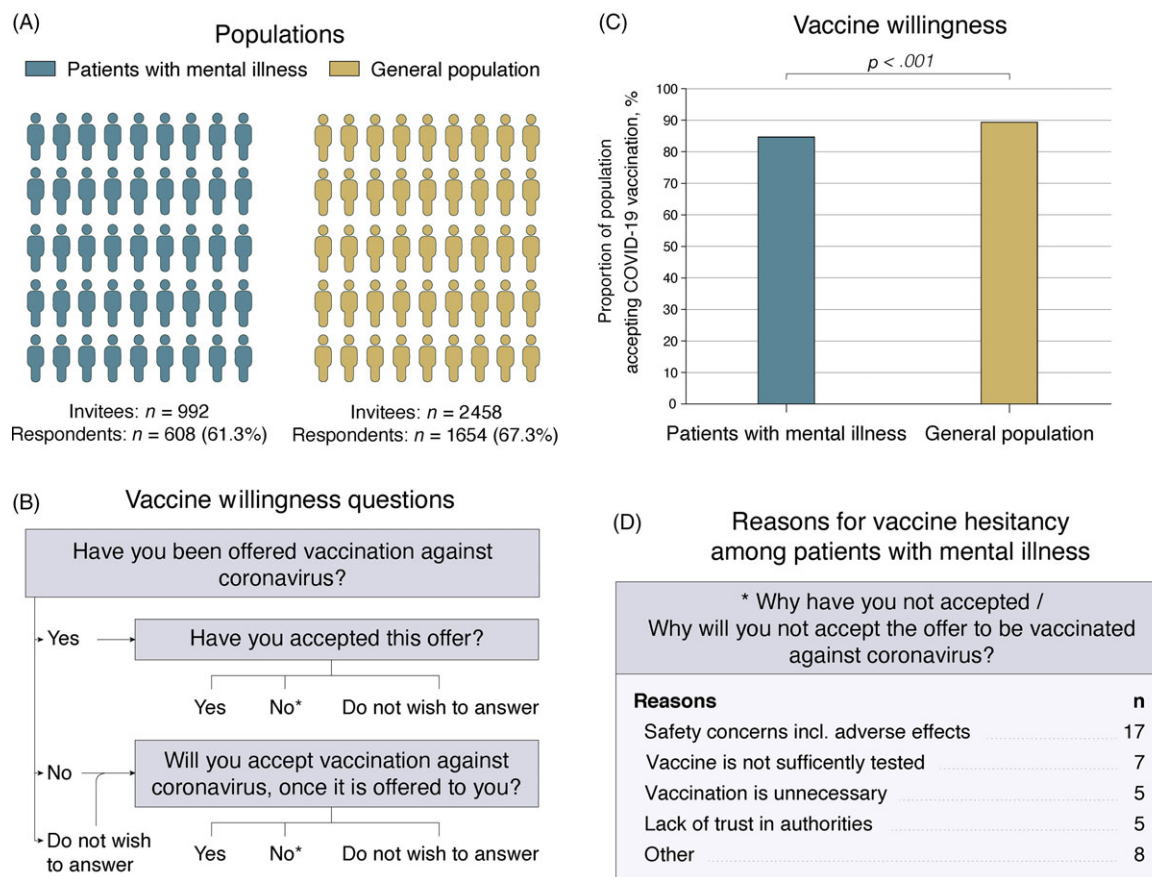 (A)
Populations
Patients with mental illness
General population
Invitees: n = 992
Respondents: n = 608 (61.3%)
Invitees: n = 2458
Respondents: n = 1654 (67.3%)
(B)
Vaccine willingness questions
Have you been offered vaccination against
coronavirus?
Yes
Have you accepted this offer?
Yes
No*
Do not wish to answer
No
Will you accept vaccination against
coronavirus, once it is offered to you?
Do not wish
to answer
Yes
No*
Do not wish to answer
(C)
Vaccine willingness
p < .001
Proportion of population
accepting COVID-19 vaccination, %
100
90
80
70
60
50
40
30
20
10
0
Patients with mental illness
General population
(D)
Reasons for vaccine hesitancy
among patients with mental illness
* Why have you not accepted /
Why will you not accept the offer to be vaccinated
against coronavirus?
Reasons n
Safety concerns incl. adverse effects 17
Vaccine is not sufficently tested 7
Vaccination is unnecessary 5
Lack of trust in authorities 5
Other 8